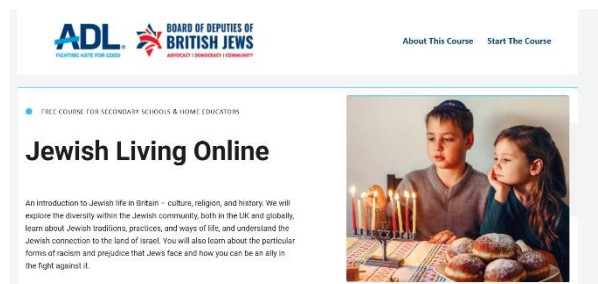 ADL
FIGHTING HATE FOR GOOD
BOARD OF DEPUTIES OF
BRITISH JEWS
ADVOCACY | DEMOCRACY | COMMUNITY
About This Course Start The Course
FREE COURSE FOR SECONDARY SCHOOLS & HOME EDUCATORS
Jewish Living Online
An introduction to Jewish life in Britain – culture, religion, and history. We will
explore the diversity within the Jewish community, both in the UK and globally,
learn about Jewish traditions, practices, and ways of life, and understand the
Jewish connection to the land of Israel. You will also learn about the particular
forms of racism and prejudice that Jews face and how you can be an ally in
the fight against it.